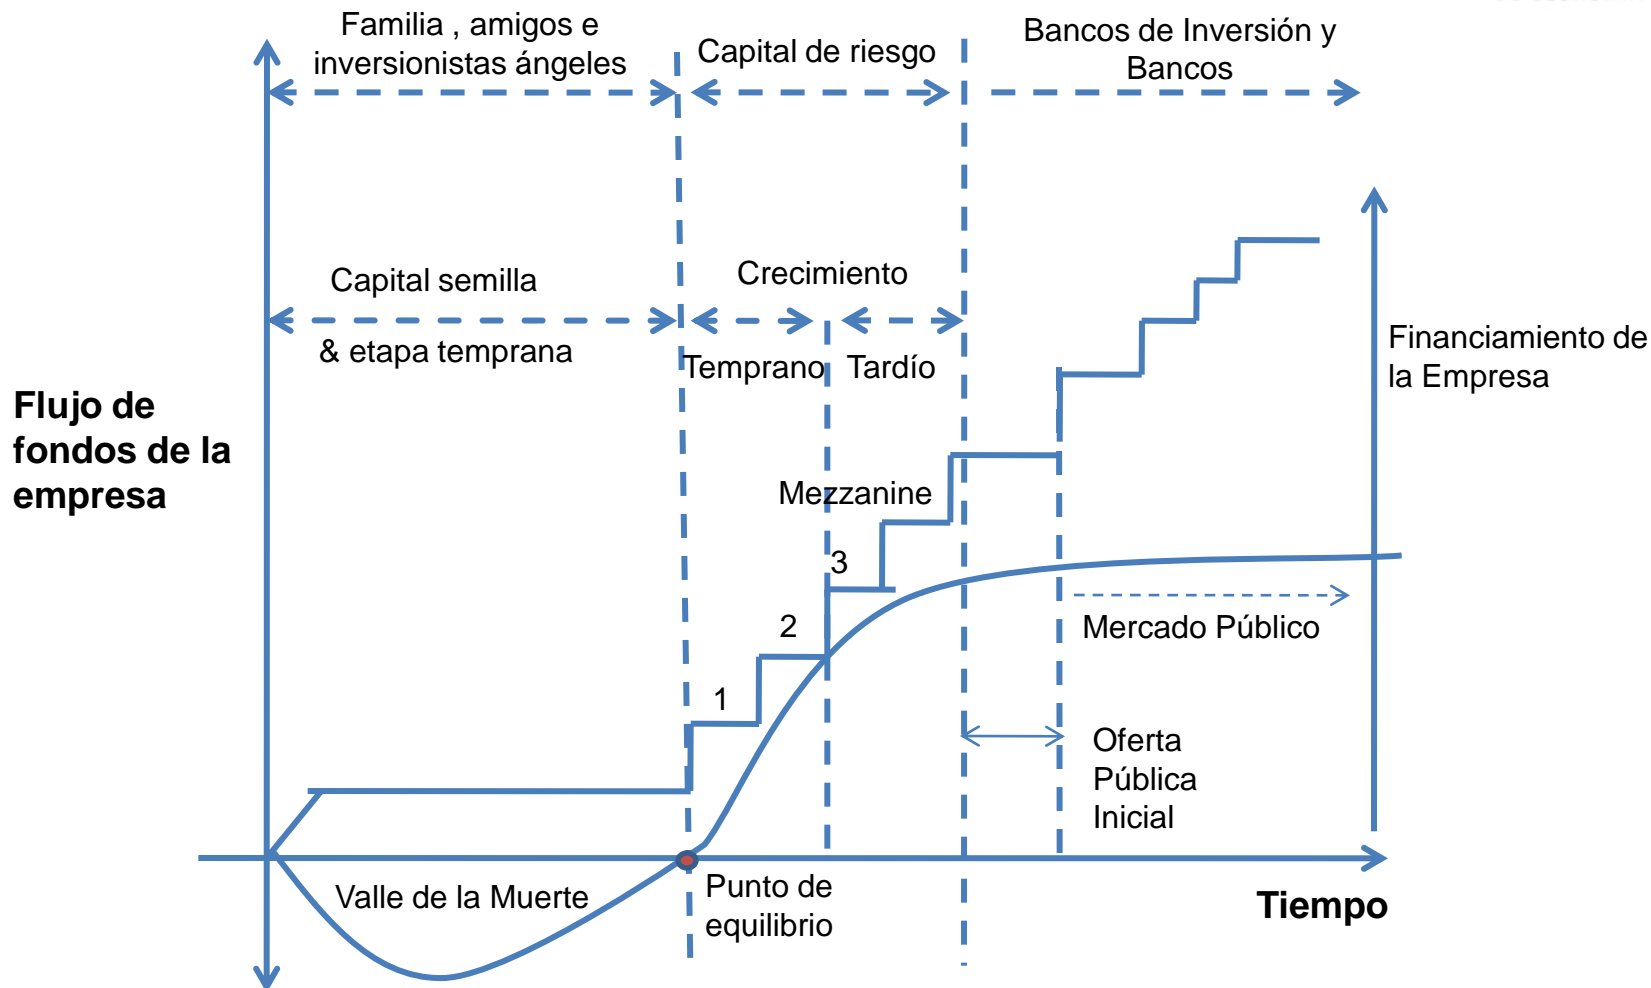 Familia , amigos e
inversionistas ángeles
Capital de riesgo
Bancos de Inversión y
Bancos
Capital semilla
& etapa temprana
Crecimiento
Temprano
Tardío
Financiamiento de
la Empresa
Flujo de
fondos de la
empresa
Mezzanine
3
2
1
Mercado Público
Oferta
Pública
Inicial
Valle de la Muerte
Punto de
equilibrio
Tiempo